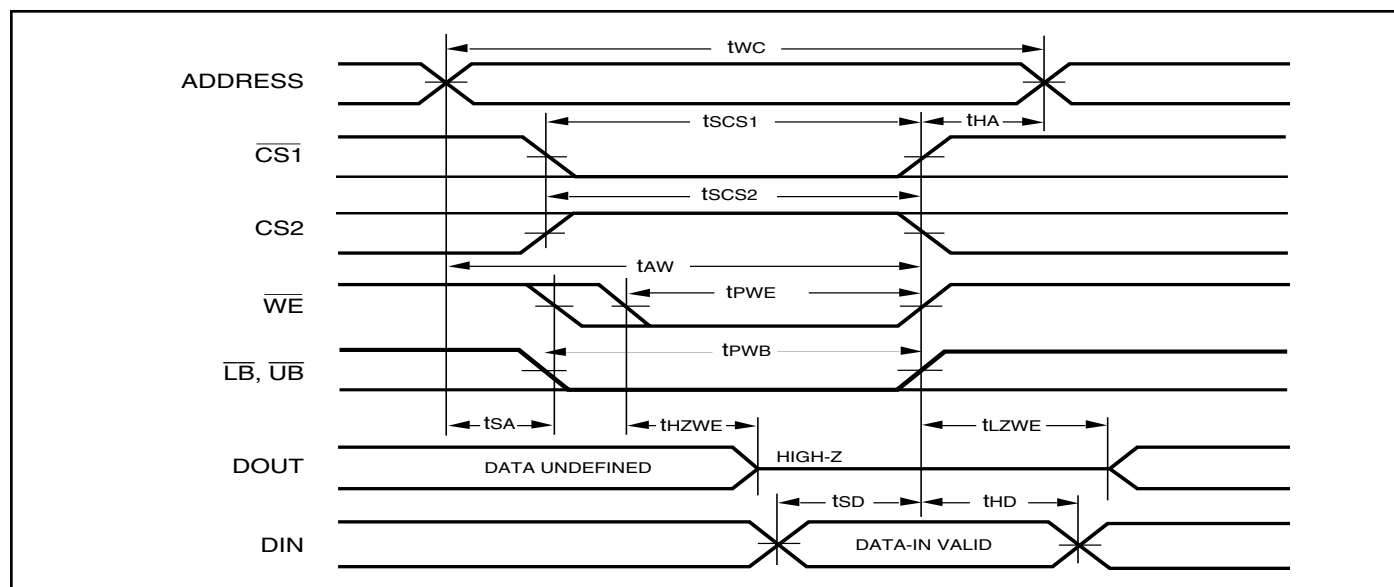 tWC
ADDRESS
tSCS1
tHA
CS1
tSCS2
CS2
tAW
WE
tPWE
tPWB
LB, UB
tSA
tHZWE
tLZWE
DOUT
DATA UNDEFINED
HIGH-Z
tSD
tHD
DIN
DATA-IN VALID